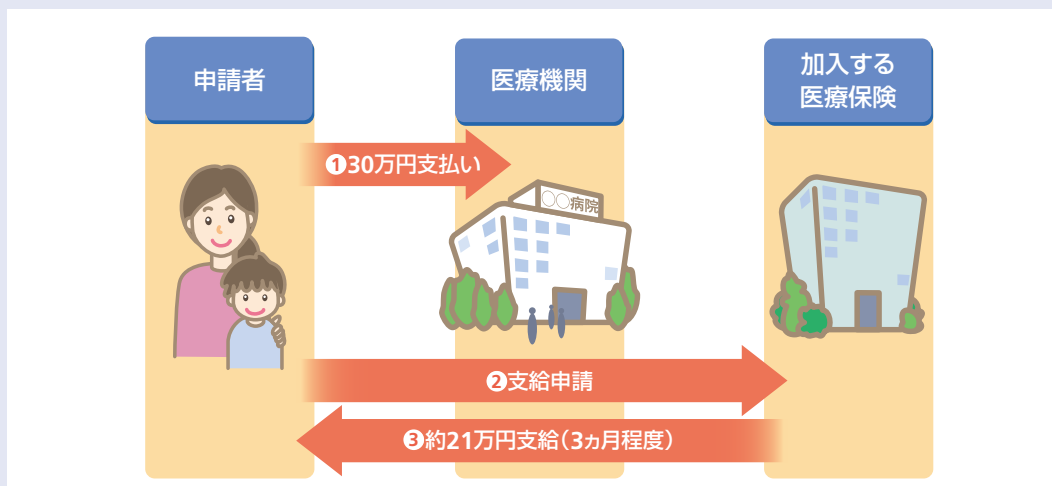 申請者
医療機関
加入する
医療保険
❶30万円支払い
○○病院
❷支給申請
❸約21万円支給(3ヵ月程度)